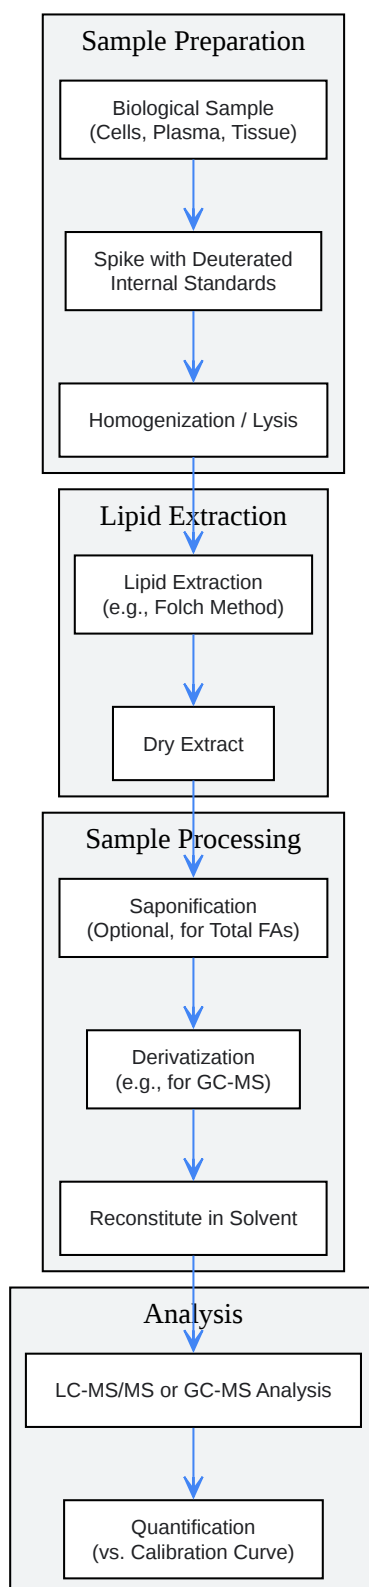 Sample Preparation
Biological Sample
(Cells, Plasma, Tissue)
Spike with Deuterated
Internal Standards
Homogenization / Lysis
Lipid Extraction
Lipid Extraction
(e.g., Folch Method)
Dry Extract
Sample Processing
Saponification
(Optional, for Total FAs)
Derivatization
(e.g., for GC-MS)
Reconstitute in Solvent
Analysis
LC-MS/MS or GC-MS Analysis
Quantification
(vs. Calibration Curve)